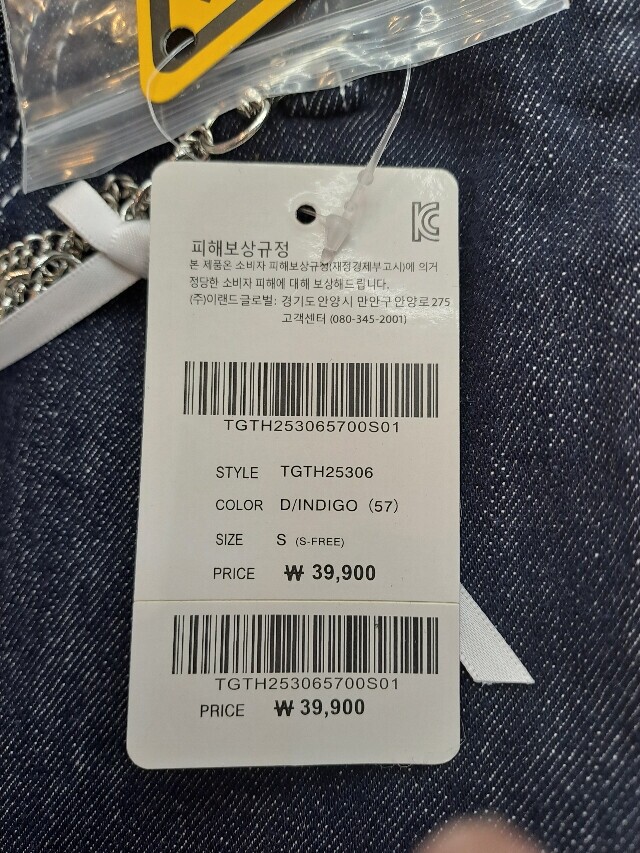 피해보상규정
본 제품은 소비자 피해보상규정(재정경제부고시)에 의거
정당한 소비자 피해에 대해 보상해드립니다.
(주)이랜드글로벌: 경기도 안양시 만안구 안양로 275
고객센터 (080-345-2001)
TGTH253065700S01
STYLE TGTH25306
COLOR D/INDIGO (57)
SIZE S (S-FREE)
PRICE ₩ 39,900
TGTH253065700S01
PRICE ₩ 39,900